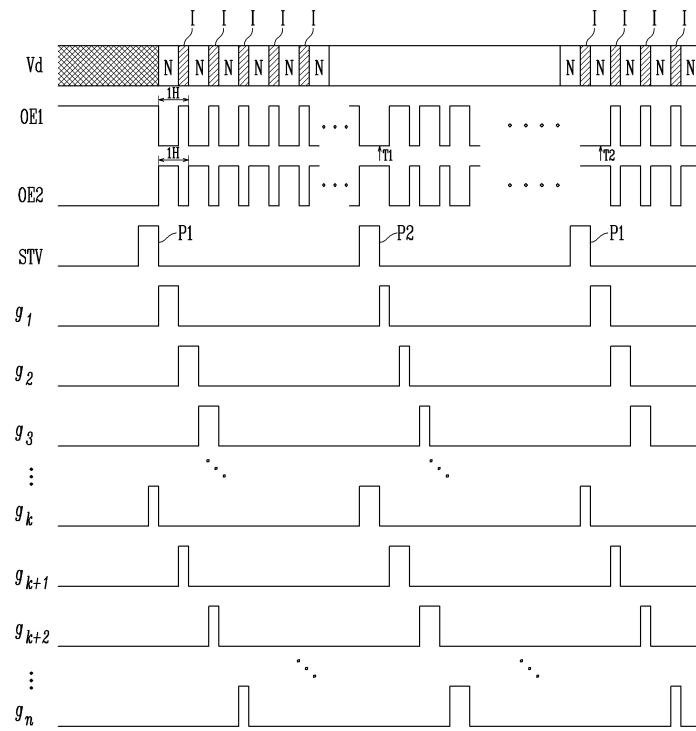 I I I I I I I I I
Vd N N N N N N N N N N N
1H
OE1
T1 T2
1H
OE2
P1 P2 P1
STV
g1
g2
g3
gk
gk+1
gk+2
gn